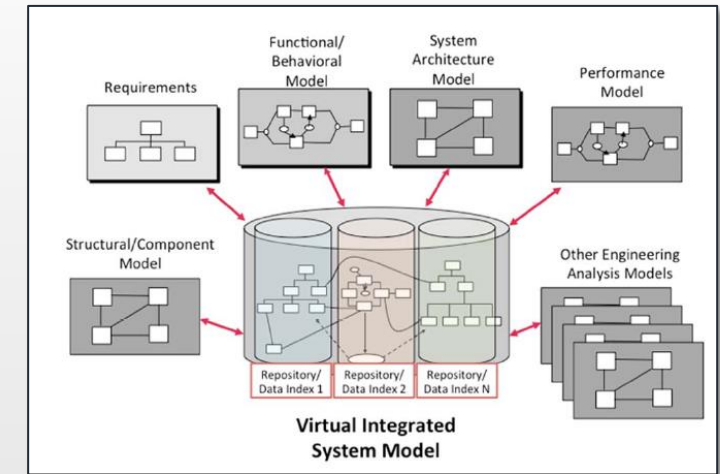 Requirements
Functional/
Behavioral
Model
System
Architecture
Model
Performance
Model
Structural/Component
Model
Other Engineering
Analysis Models
Repository/
Data Index 1
Repository/
Data Index 2
Repository/
Data Index N
Virtual Integrated
System Model